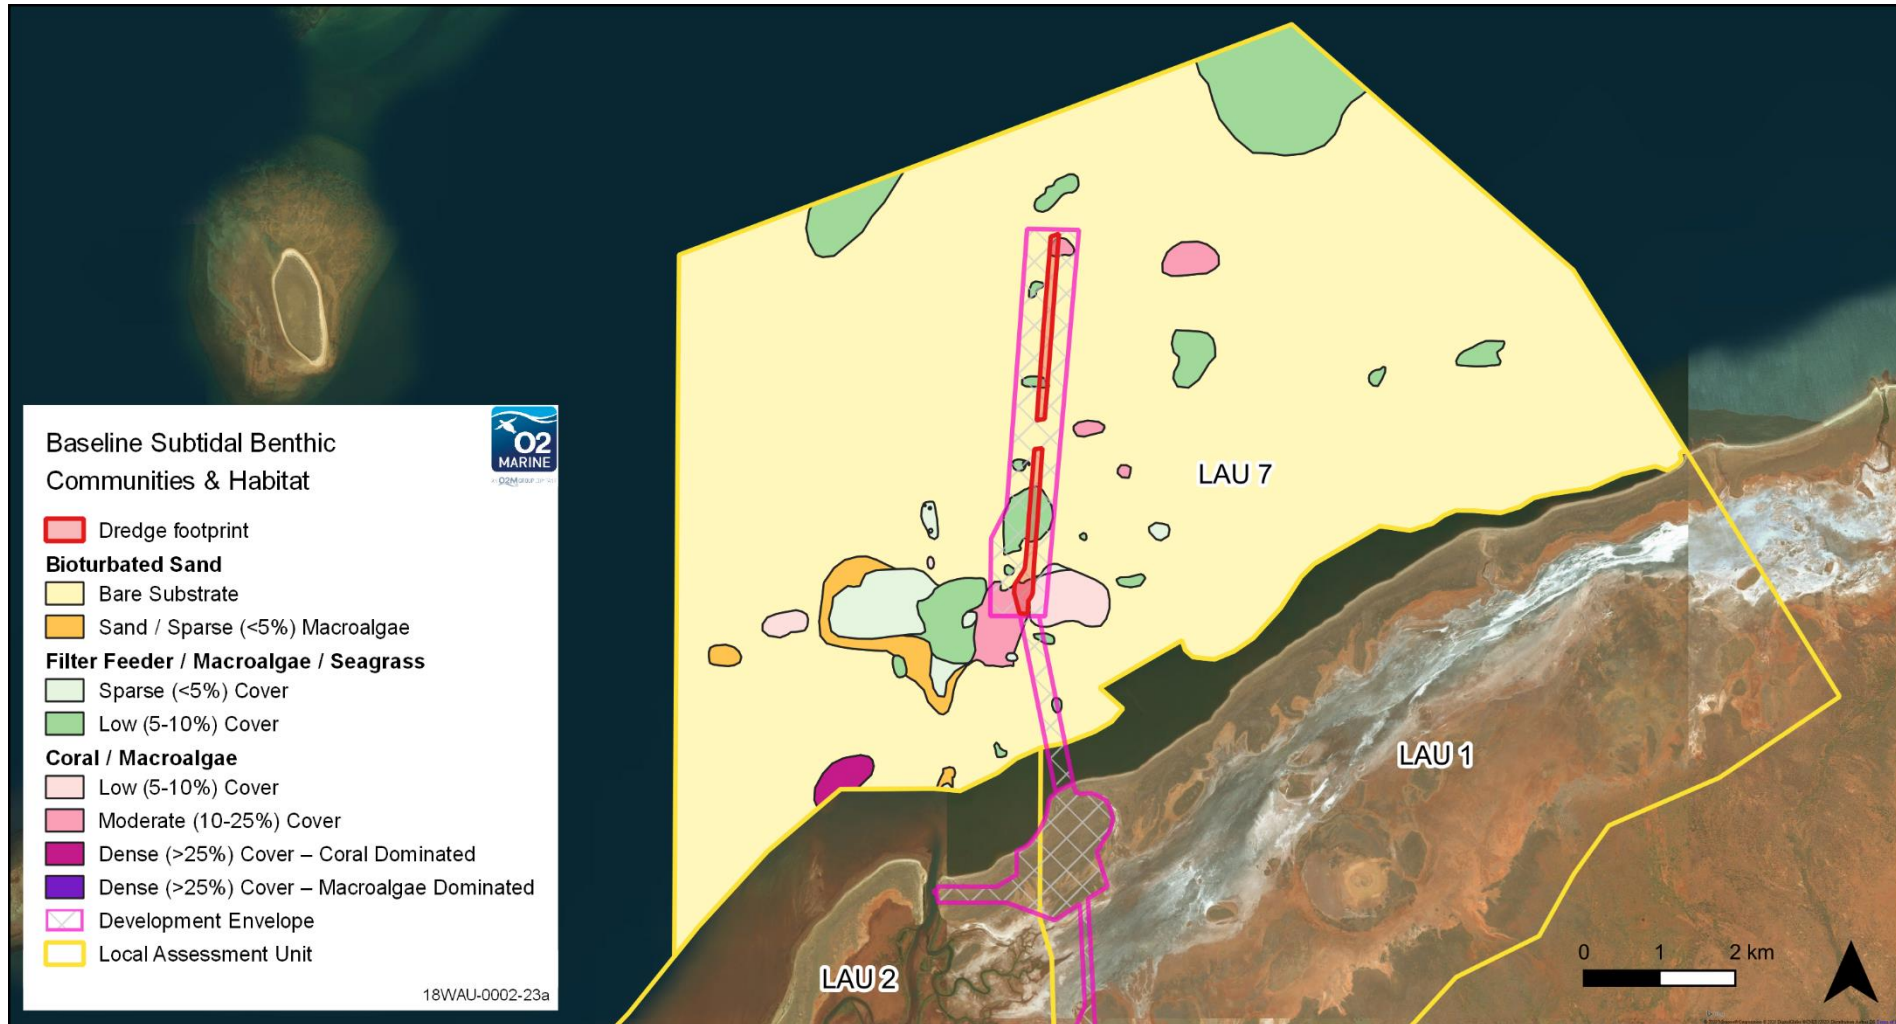 Baseline Subtidal Benthic
Communities & Habitat
O2
MARINE
Dredge footprint
Bioturbated Sand
Bare Substrate
Sand / Sparse (<5%) Macroalgae
Filter Feeder / Macroalgae / Seagrass
Sparse (<5%) Cover
Low (5-10%) Cover
Coral / Macroalgae
Low (5-10%) Cover
Moderate (10-25%) Cover
Dense (>25%) Cover – Coral Dominated
Dense (>25%) Cover – Macroalgae Dominated
Development Envelope
Local Assessment Unit
18WAU-0002-23a
LAU 7
LAU 1
LAU 2
0 1 2 km